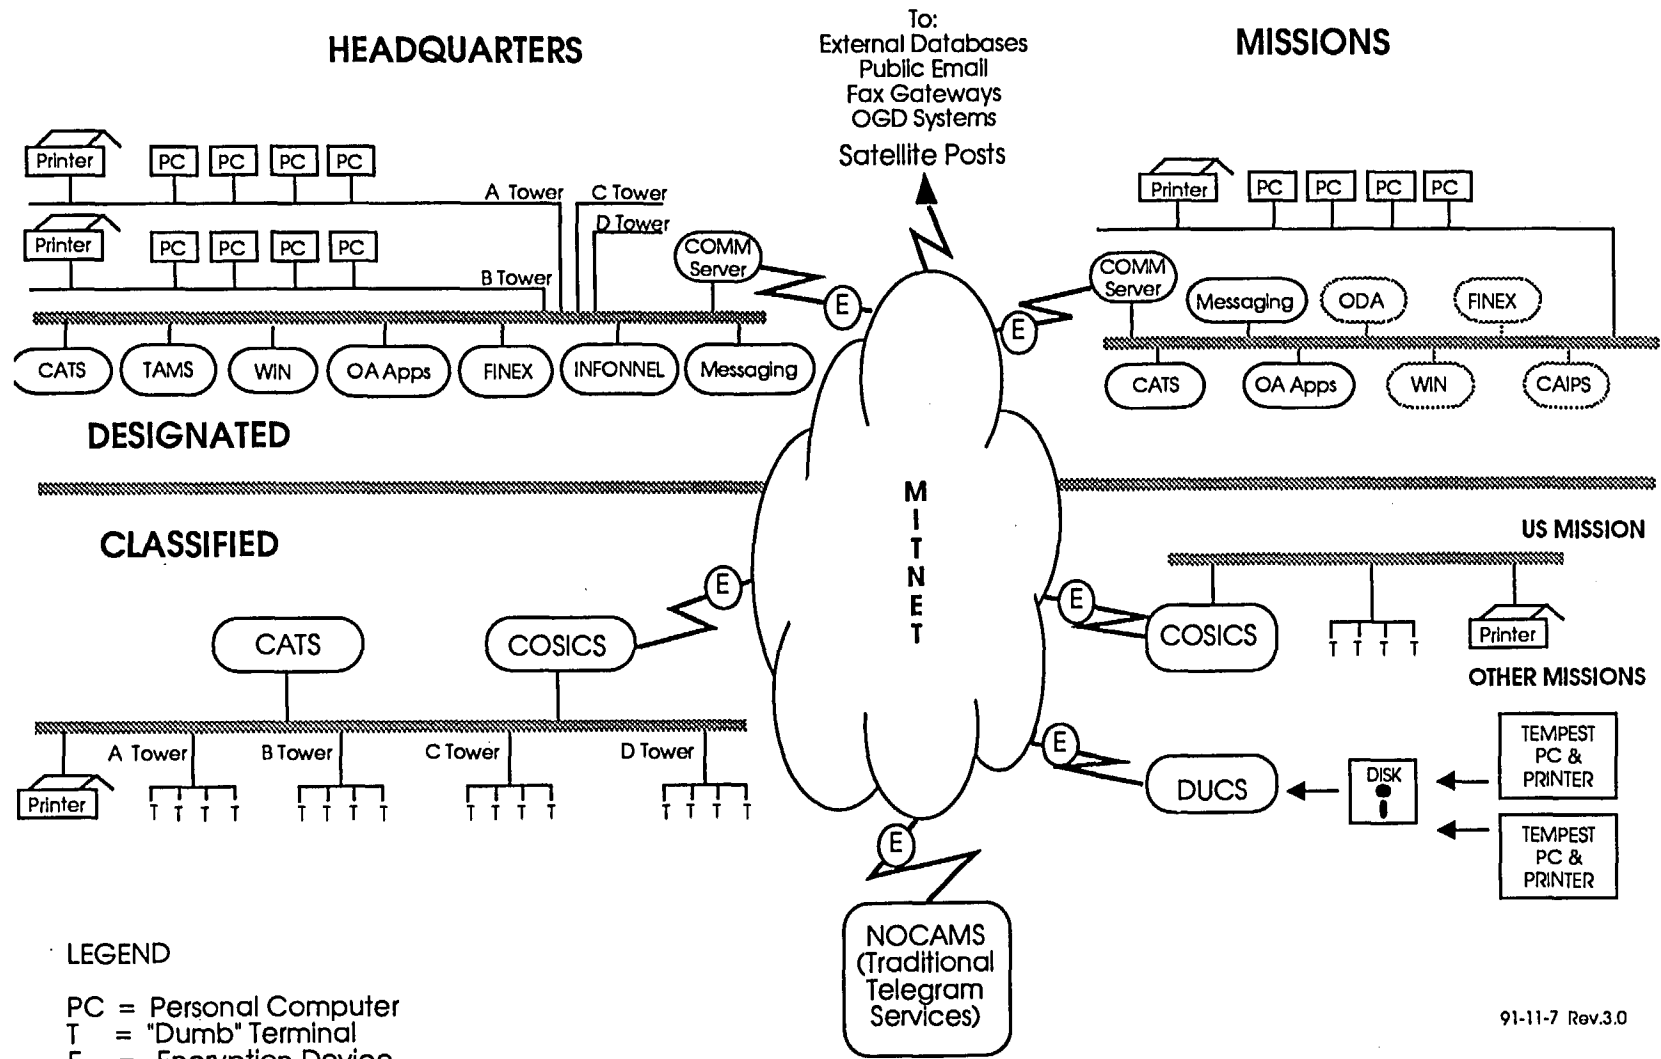 HEADQUARTERS
To:
External Databases
Public Email
Fax Gateways
OGD Systems
Satellite Posts
MISSIONS
Printer
PC
PC
PC
PC
A Tower
C Tower
D Tower
Printer
PC
PC
PC
PC
B Tower
COMM
Server
E
CATS
TAMS
WIN
OA Apps
FINEX
INFONNEL
Messaging
Printer
PC
PC
PC
PC
COMM
Server
E
Messaging
ODA
FINEX
CATS
OA Apps
WIN
CAIPS
DESIGNATED
MITNET
CLASSIFIED
E
CATS
COSICS
A Tower
B Tower
C Tower
D Tower
Printer
T T T T
T T T T
T T T T
T T T T
US MISSION
E
COSICS
T T T T
Printer
OTHER MISSIONS
E
DUCS
DISK
TEMPEST
PC &
PRINTER
TEMPEST
PC &
PRINTER
E
NOCAMS
(Traditional
Telegram
Services)
LEGEND
PC = Personal Computer
T = "Dumb" Terminal
E = Encryption Device
91-11-7 Rev.3.0